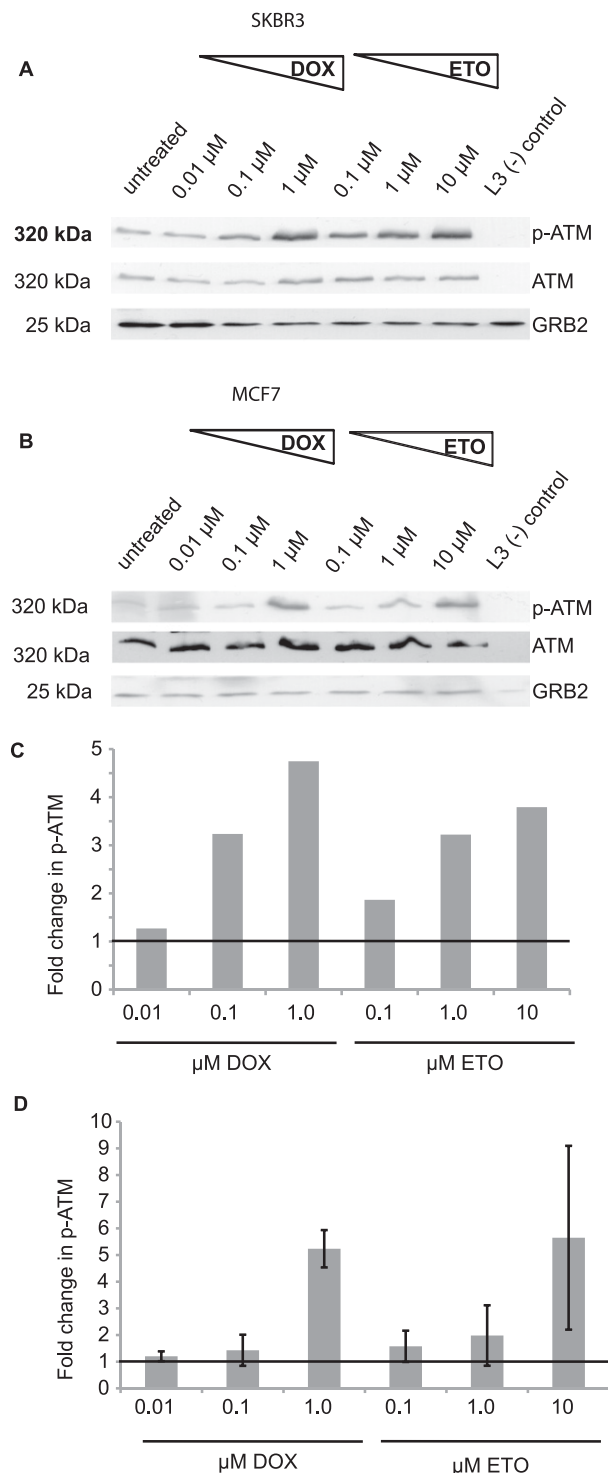 SKBR3
A
DOX
ETO
untreated
0.01 µM
0.1 µM
1 µM
0.1 µM
1 µM
10 µM
L3 (-) control
320 kDa
p-ATM
320 kDa
ATM
25 kDa
GRB2
MCF7
B
DOX
ETO
untreated
0.01 µM
0.1 µM
1 µM
0.1 µM
1 µM
10 µM
L3 (-) control
320 kDa
p-ATM
320 kDa
ATM
25 kDa
GRB2
C
Fold change in p-ATM
5
4
3
2
1
0
0.01 0.1 1.0 0.1 1.0 10
µM DOX µM ETO
D
Fold change in p-ATM
10
9
8
7
6
5
4
3
2
1
0
0.01 0.1 1.0 0.1 1.0 10
µM DOX µM ETO